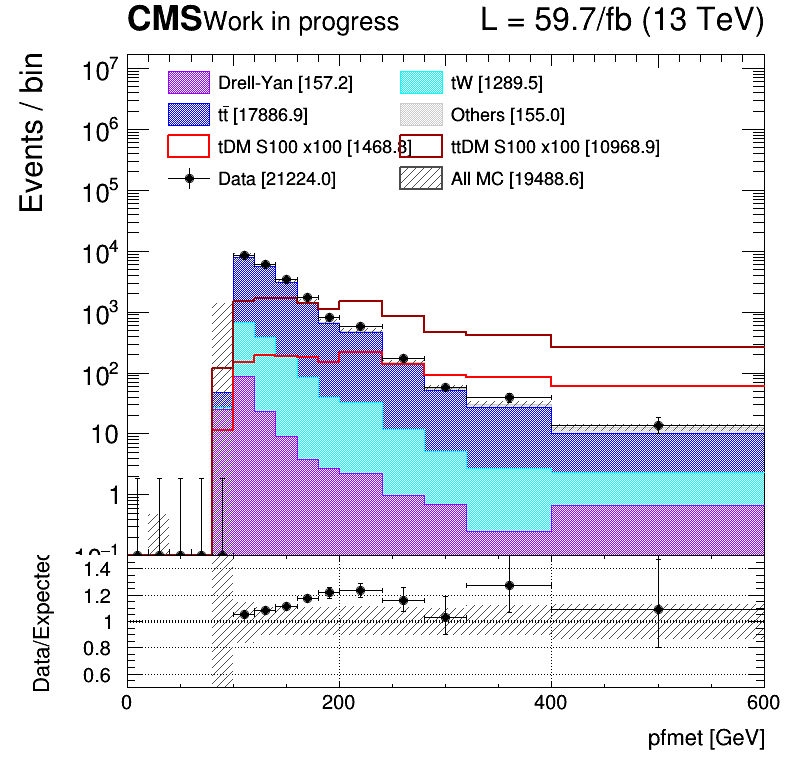 CMS Work in progress L = 59.7/fb (13 TeV)
Events / bin
10⁷
10⁶
10⁵
10⁴
10³
10²
10
1
10⁻¹
Drell-Yan [157.2] tW [1289.5]
tt̄ [17886.9] Others [155.0]
tDM S100 x100 [1468.8] ttDM S100 x100 [10968.9]
Data [21224.0] All MC [19488.6]
Data/Expected
1.4
1.2
1
0.8
0.6
0 200 400 600
pfmet [GeV]